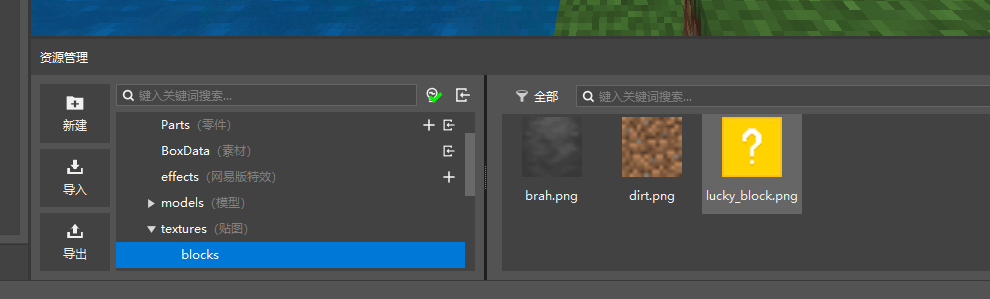 资源管理
新建
导入
导出
键入关键词搜索...
Parts（零件）
BoxData（素材）
effects（网易版特效）
models（模型）
textures（贴图）
blocks
全部
键入关键词搜索...
?
brah.png
dirt.png
lucky_block.png